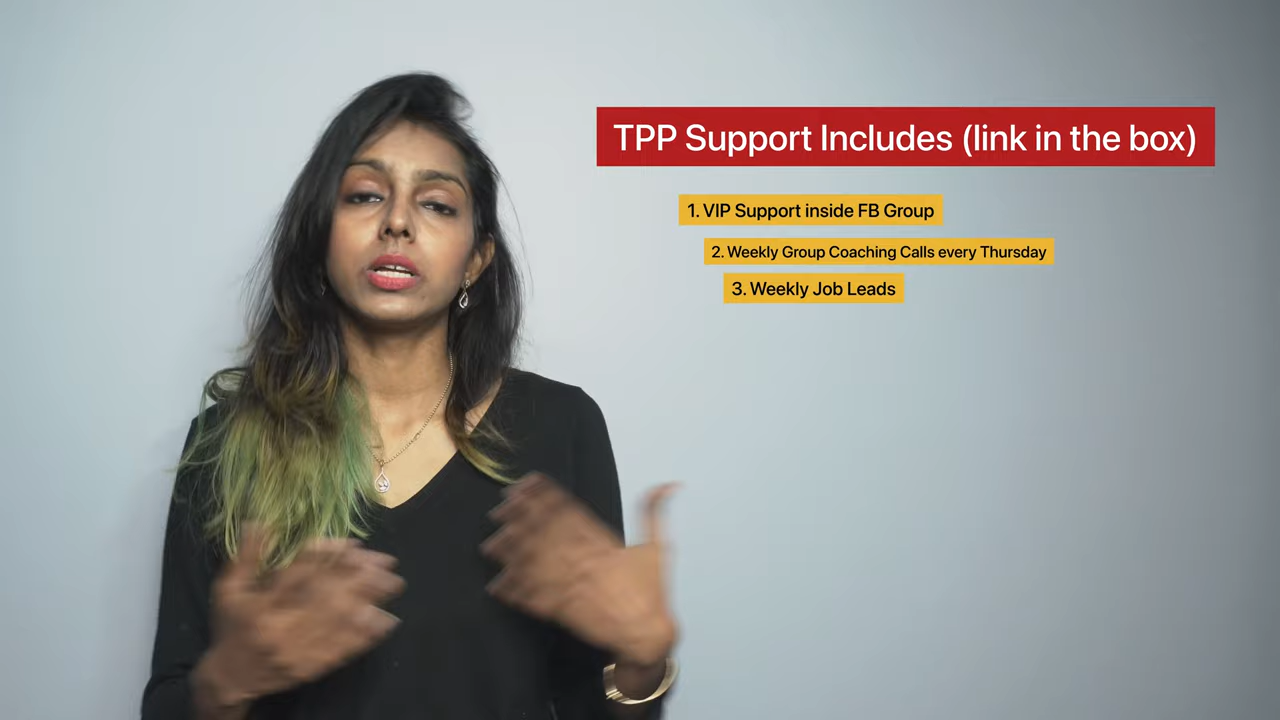 TPP Support Includes (link in the box)
1. VIP Support inside FB Group
2. Weekly Group Coaching Calls every Thursday
3. Weekly Job Leads